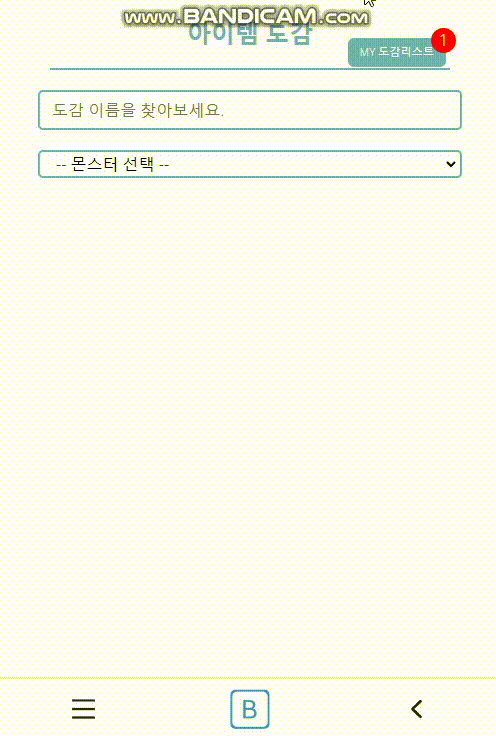 www.BANDICAM.com
아이템 도감
MY 도감리스트
1
도감 이름을 찾아보세요.
-- 몬스터 선택 --
B